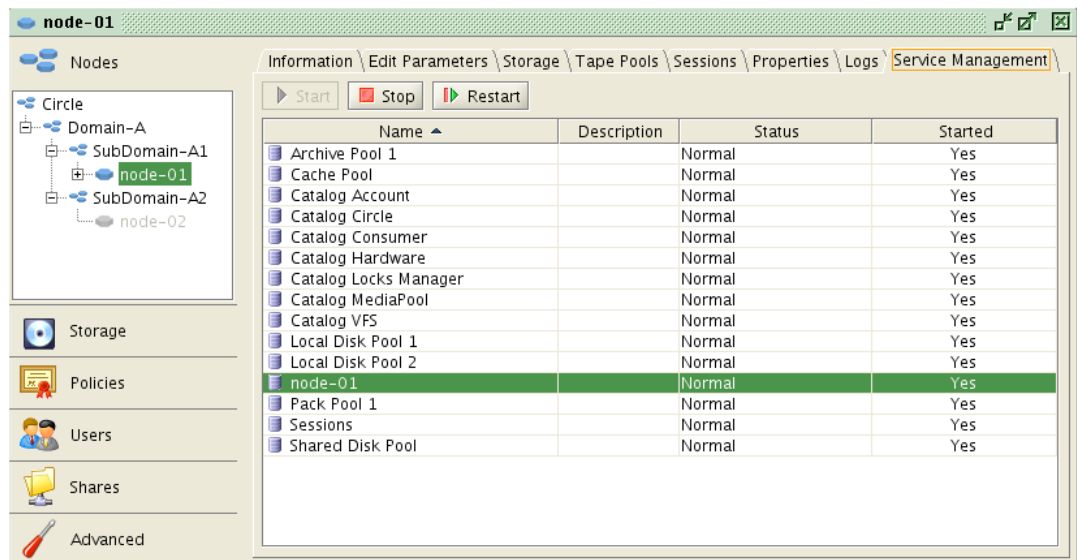 node-01
Nodes
Circle
Domain-A
SubDomain-A1
node-01
SubDomain-A2
node-02
Storage
Policies
Users
Shares
Advanced
Information Edit Parameters Storage Tape Pools Sessions Properties Logs Service Management
Start Stop Restart
Name Description Status Started
Archive Pool 1 Normal Yes
Cache Pool Normal Yes
Catalog Account Normal Yes
Catalog Circle Normal Yes
Catalog Consumer Normal Yes
Catalog Hardware Normal Yes
Catalog Locks Manager Normal Yes
Catalog MediaPool Normal Yes
Catalog VFS Normal Yes
Local Disk Pool 1 Normal Yes
Local Disk Pool 2 Normal Yes
node-01 Normal Yes
Pack Pool 1 Normal Yes
Sessions Normal Yes
Shared Disk Pool Normal Yes